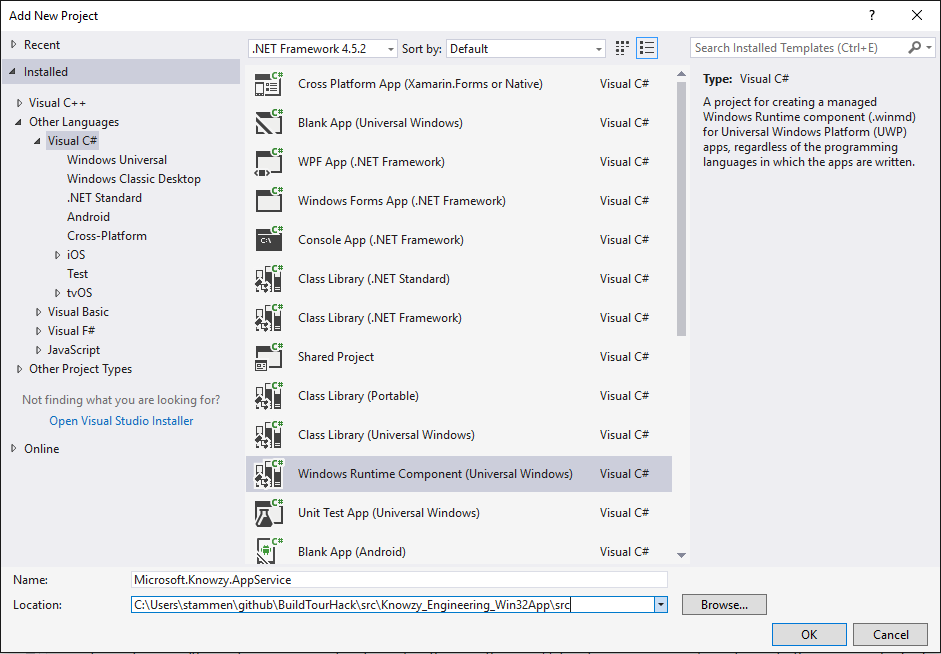 Add New Project
?
Recent
Installed
Visual C++
Other Languages
Visual C#
Windows Universal
Windows Classic Desktop
.NET Standard
Android
Cross-Platform
iOS
Test
tvOS
Visual Basic
Visual F#
JavaScript
Other Project Types
Not finding what you are looking for?
Open Visual Studio Installer
Online
.NET Framework 4.5.2 Sort by: Default
C# Cross Platform App (Xamarin.Forms or Native) Visual C#
C# Blank App (Universal Windows) Visual C#
C# WPF App (.NET Framework) Visual C#
C# Windows Forms App (.NET Framework) Visual C#
C# C:\ Console App (.NET Framework) Visual C#
C# Class Library (.NET Standard) Visual C#
C# Class Library (.NET Framework) Visual C#
C# Shared Project Visual C#
C# Class Library (Portable) Visual C#
C# Class Library (Universal Windows) Visual C#
C# Windows Runtime Component (Universal Windows) Visual C#
C# Unit Test App (Universal Windows) Visual C#
C# Blank App (Android) Visual C#
Search Installed Templates (Ctrl+E)
Type: Visual C#
A project for creating a managed
Windows Runtime component (.winmd)
for Universal Windows Platform (UWP)
apps, regardless of the programming
languages in which the apps are written.
Name: Microsoft.Knowzy.AppService
Location: C:\Users\stammen\github\BuildTourHack\src\Knowzy_Engineering_Win32App\src
Browse...
OK Cancel